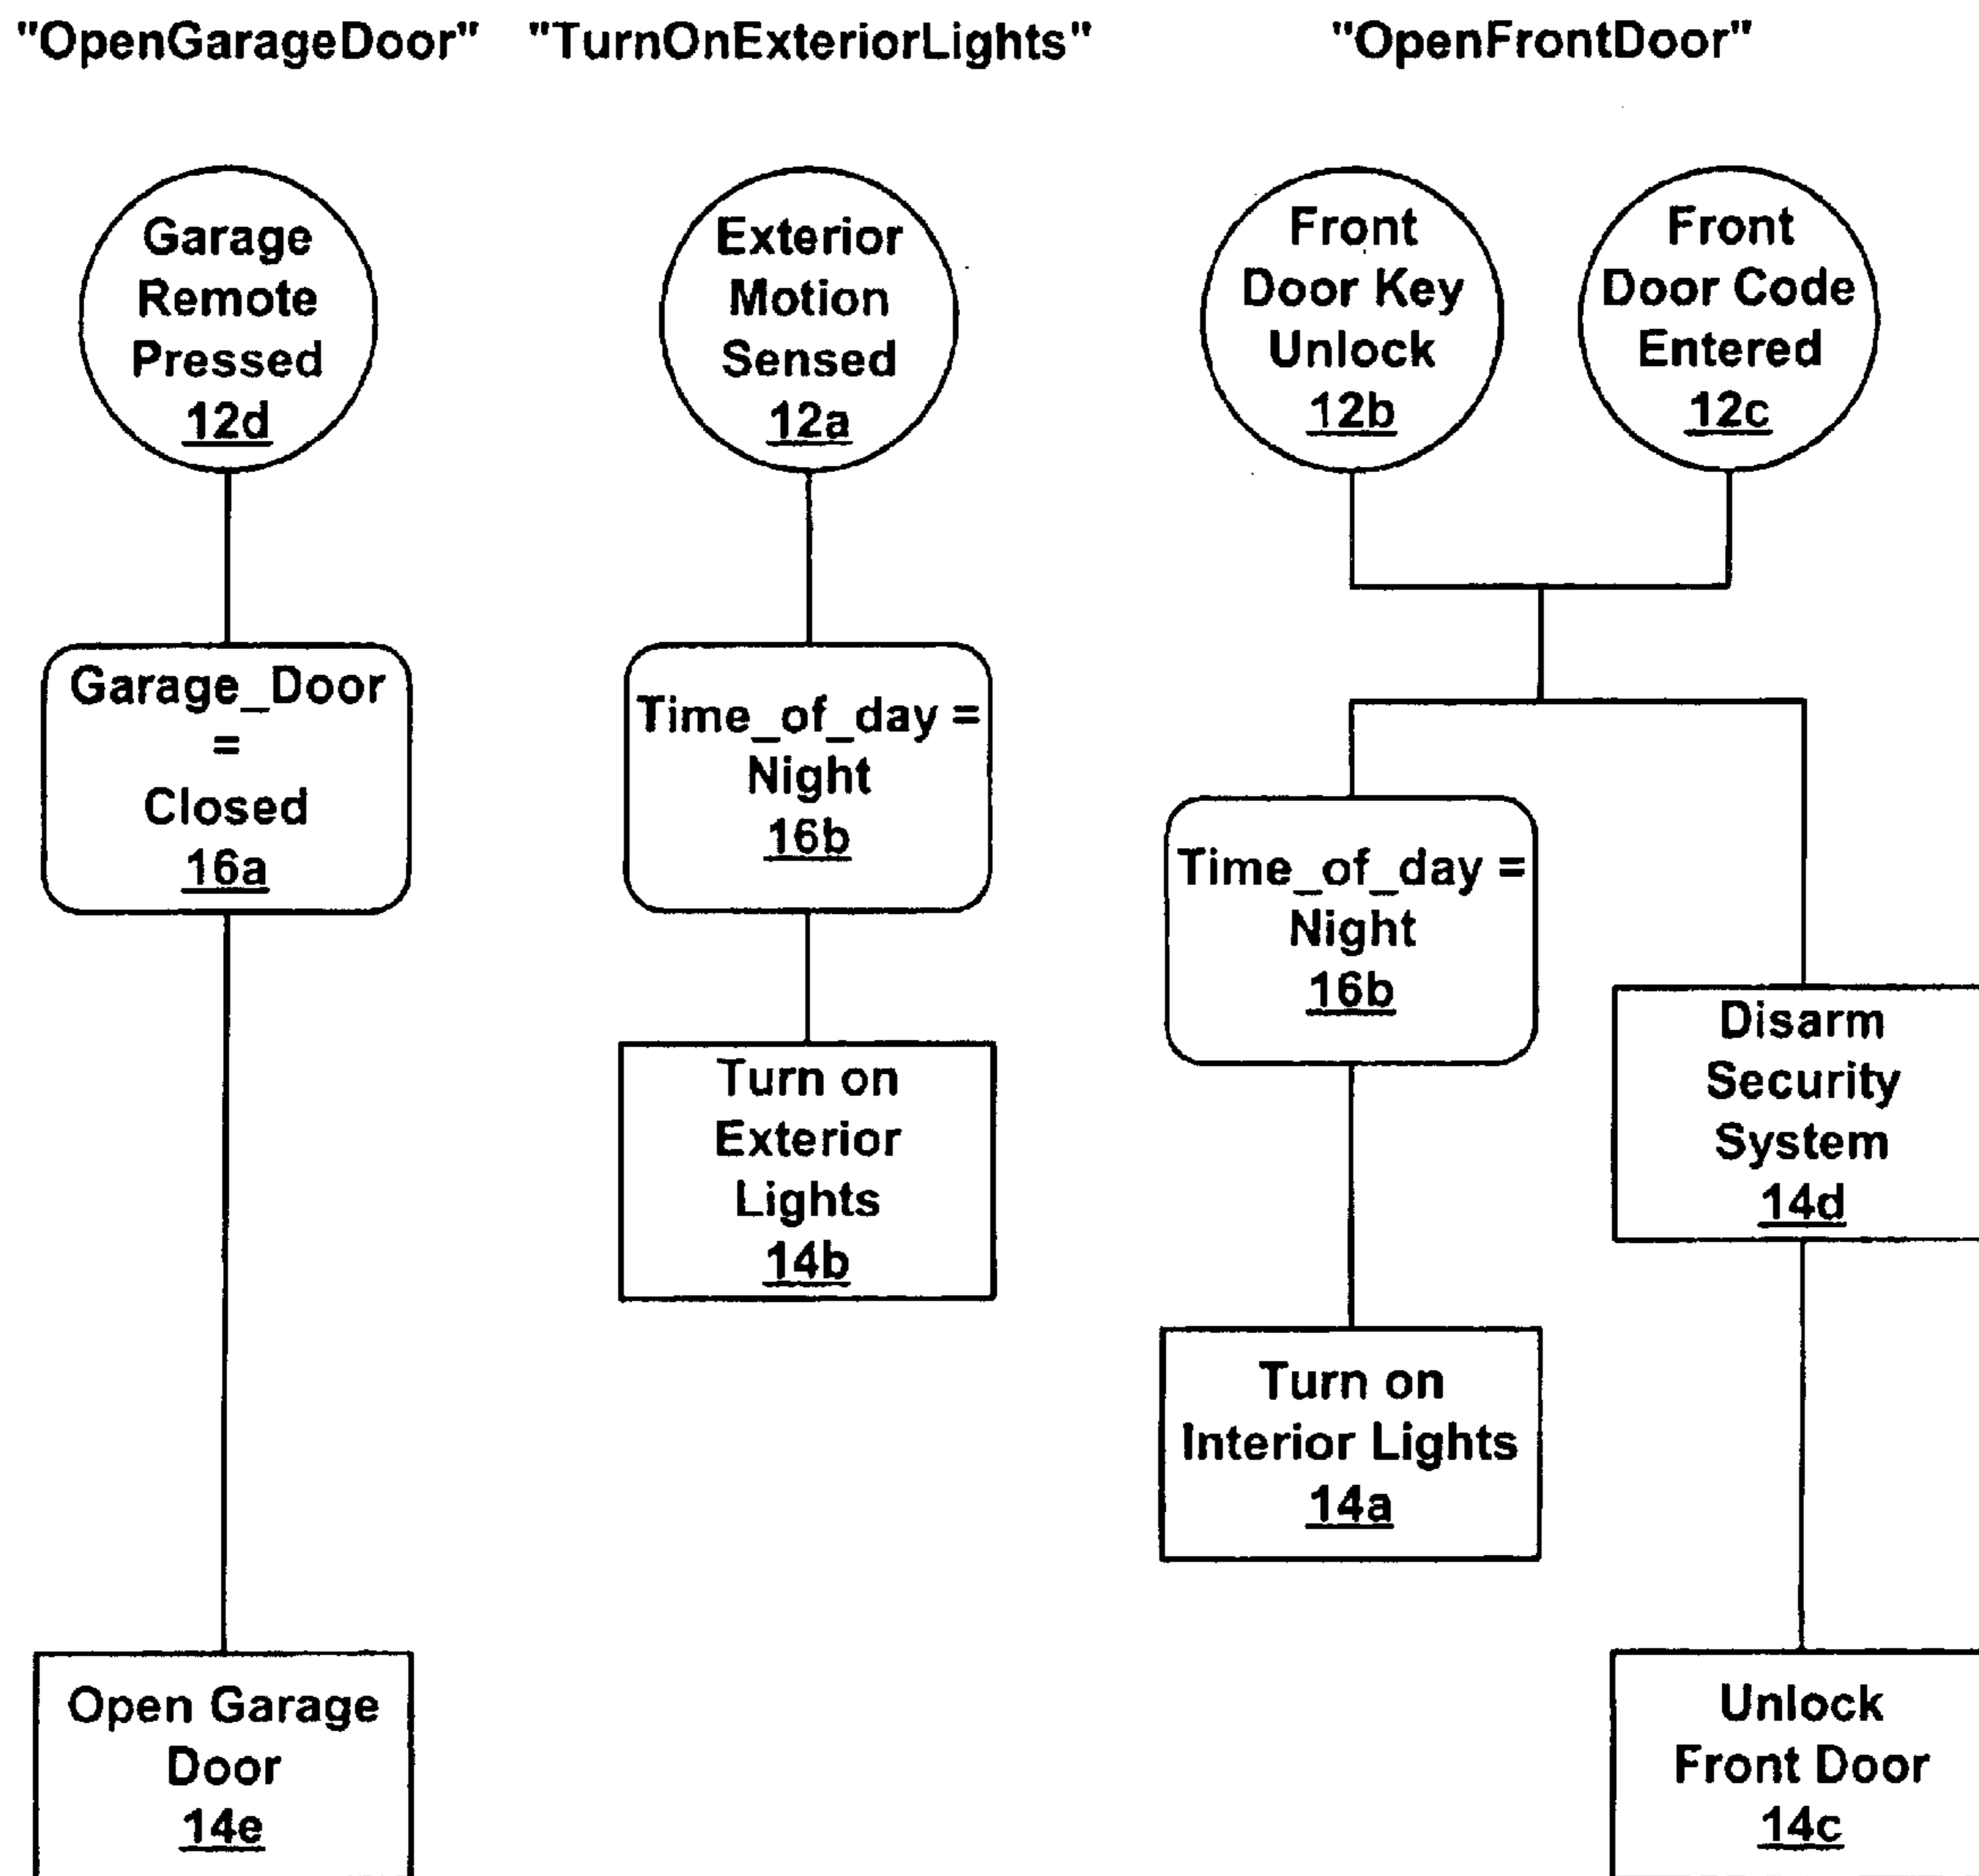 "OpenGarageDoor"
"TurnOnExteriorLights"
"OpenFrontDoor"
Garage
Remote
Pressed
12d
Exterior
Motion
Sensed
12a
Front
Door Key
Unlock
12b
Front
Door Code
Entered
12c
Garage_Door
=
Closed
16a
Time_of_day =
Night
16b
Time_of_day =
Night
16b
Disarm
Security
System
14d
Turn on
Exterior
Lights
14b
Turn on
Interior Lights
14a
Open Garage
Door
14e
Unlock
Front Door
14c